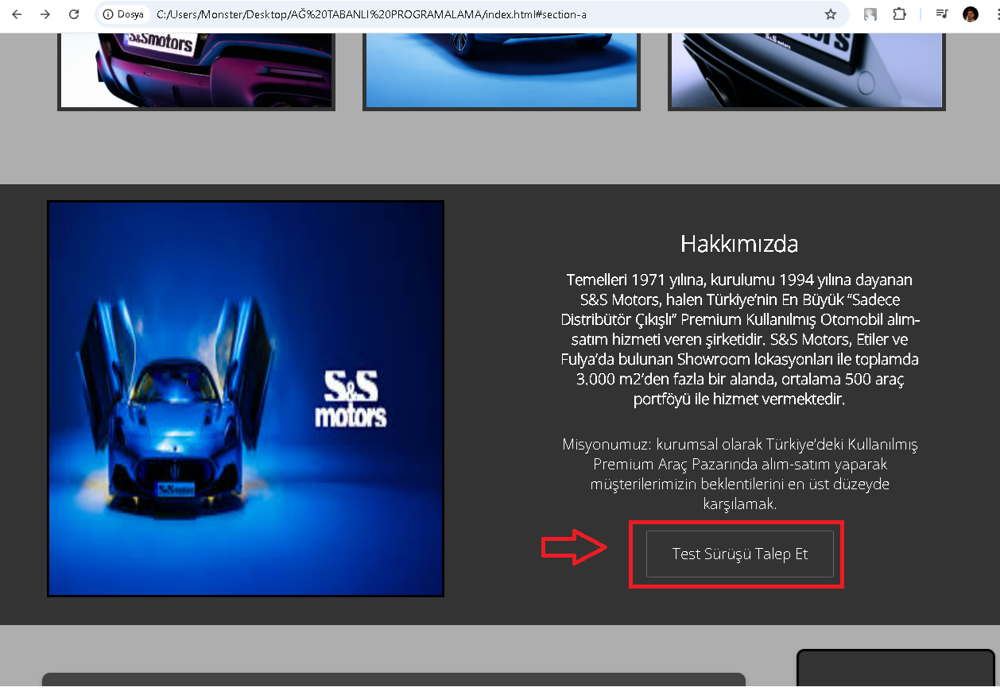 Dosya
C:/Users/Monster/Desktop/AĞ%20TABANLI%20PROGRAMALAMA/index.html#section-a
S&Smotors
S&S motors
S&S
motors
S&Smotors
Hakkımızda
Temelleri 1971 yılına, kurulumu 1994 yılına dayanan
S&S Motors, halen Türkiye’nin En Büyük “Sadece
Distribütör Çıkışlı” Premium Kullanılmış Otomobil alım-
satım hizmeti veren şirketidir. S&S Motors, Etiler ve
Fulya’da bulunan Showroom lokasyonları ile toplamda
3.000 m2’den fazla bir alanda, ortalama 500 araç
portföyü ile hizmet vermektedir.
Misyonumuz: kurumsal olarak Türkiye’deki Kullanılmış
Premium Araç Pazarında alım-satım yaparak
müşterilerimizin beklentilerini en üst düzeyde
karşılamak.
Test Sürüşü Talep Et